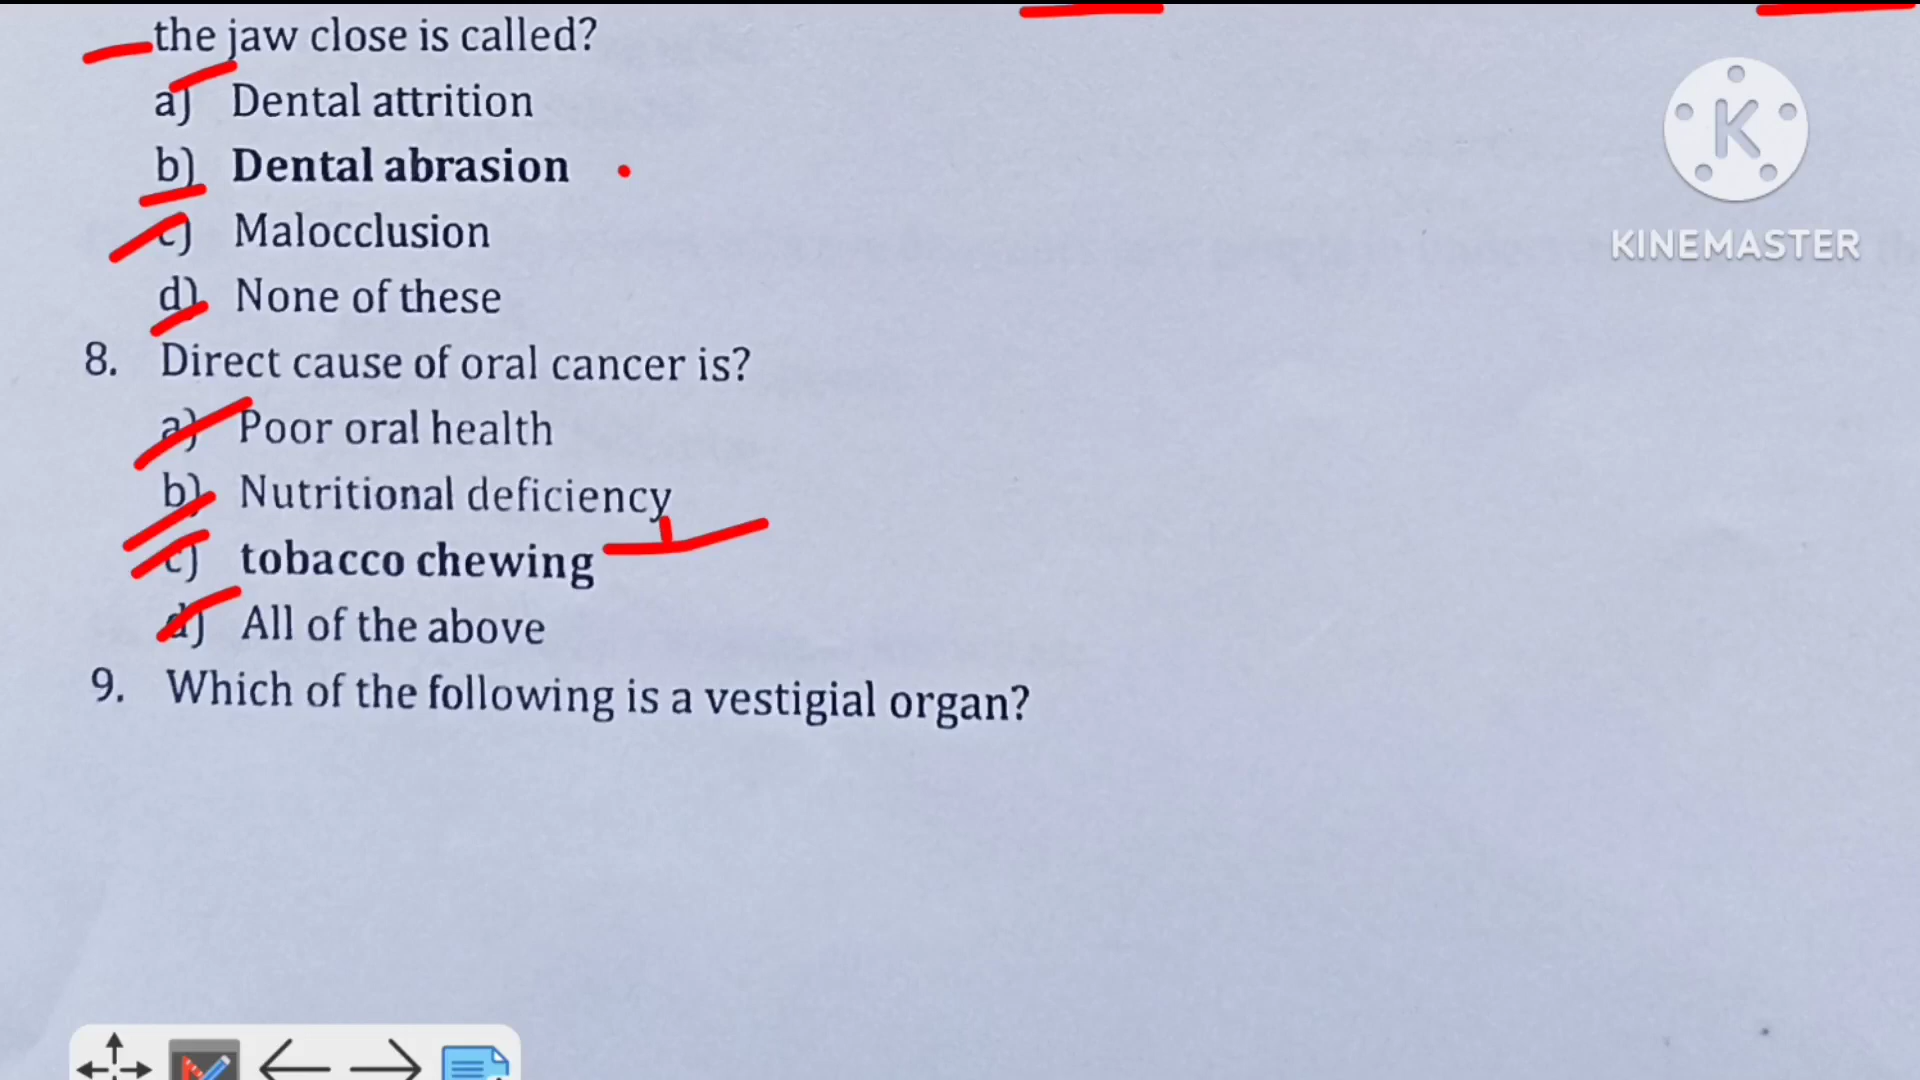 the jaw close is called?
a) Dental attrition
b) Dental abrasion
c) Malocclusion
d) None of these
8. Direct cause of oral cancer is?
a) Poor oral health
b) Nutritional deficiency
c) tobacco chewing
d) All of the above
9. Which of the following is a vestigial organ?
K
KINEMASTER